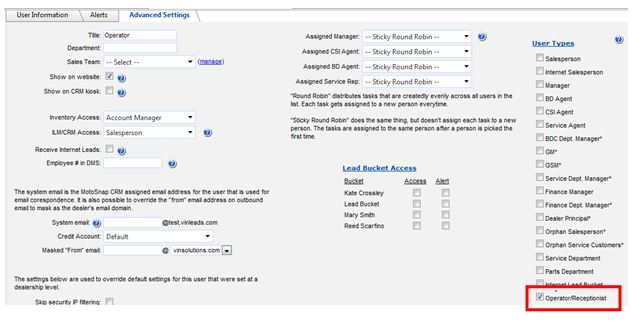 User Information
Alerts
Advanced Settings
Title: Operator
Department:
Sales Team: -- Select -- (manage)
Show on website:
Show on CRM kiosk:
Inventory Access: Account Manager
ILM/CRM Access: Salesperson
Receive Internet Leads:
Employee # in DMS:
The system email is the MotoSnap CRM assigned email address for the user that is used for
email corespondence. It is also possible to override the "from" email address on outbound
email to mask as the dealer's email domain.
System email: @test.vinleads.com
Credit Account: Default
Masked "From" email: @ vinsolutions.com
The settings below are used to override default settings for this user that were set at a
dealership level.
Skip security IP filtering:
Assigned Manager: -- Sticky Round Robin --
Assigned CSI Agent: -- Sticky Round Robin --
Assigned BD Agent: -- Sticky Round Robin --
Assigned Service Rep: -- Sticky Round Robin --
"Round Robin" distributes tasks that are createdly evenly across all users in the
list. Each task gets assigned to a new person everytime.
"Sticky Round Robin" does the same thing, but doesn't assign each task to a new
person. The tasks are assigned to the same person after a person is picked the
first time.
Lead Bucket Access
Bucket Access Alert
Kate Crossley
Lead Bucket
Mary Smith
Reed Scarfino
User Types
Salesperson
Internet Salesperson
Manager
BD Agent
CSI Agent
Service Agent
BDC Dept. Manager*
GM*
GSM*
Service Dept. Manager*
Finance Manager
Finance Dept. Manager*
Dealer Principal*
Orphan Salesperson*
Orphan Service Customers*
Service Department
Parts Department
Internet Lead Bucket
Operator/Receptionist